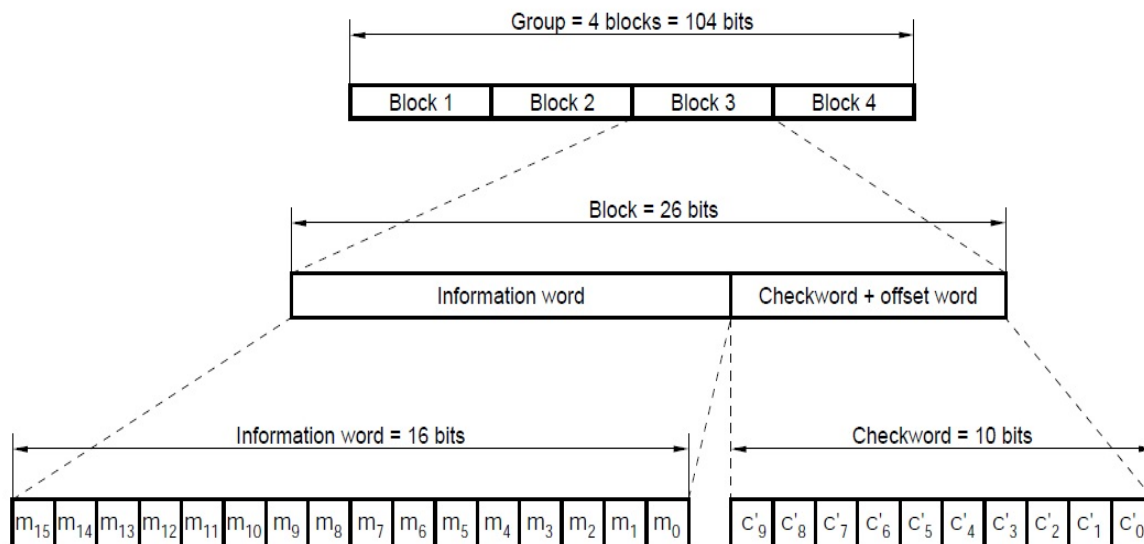 Group = 4 blocks = 104 bits
Block 1 Block 2 Block 3 Block 4
Block = 26 bits
Information word Checkword + offset word
Information word = 16 bits Checkword = 10 bits
m15 m14 m13 m12 m11 m10 m9 m8 m7 m6 m5 m4 m3 m2 m1 m0 c'9 c'8 c'7 c'6 c'5 c'4 c'3 c'2 c'1 c'0